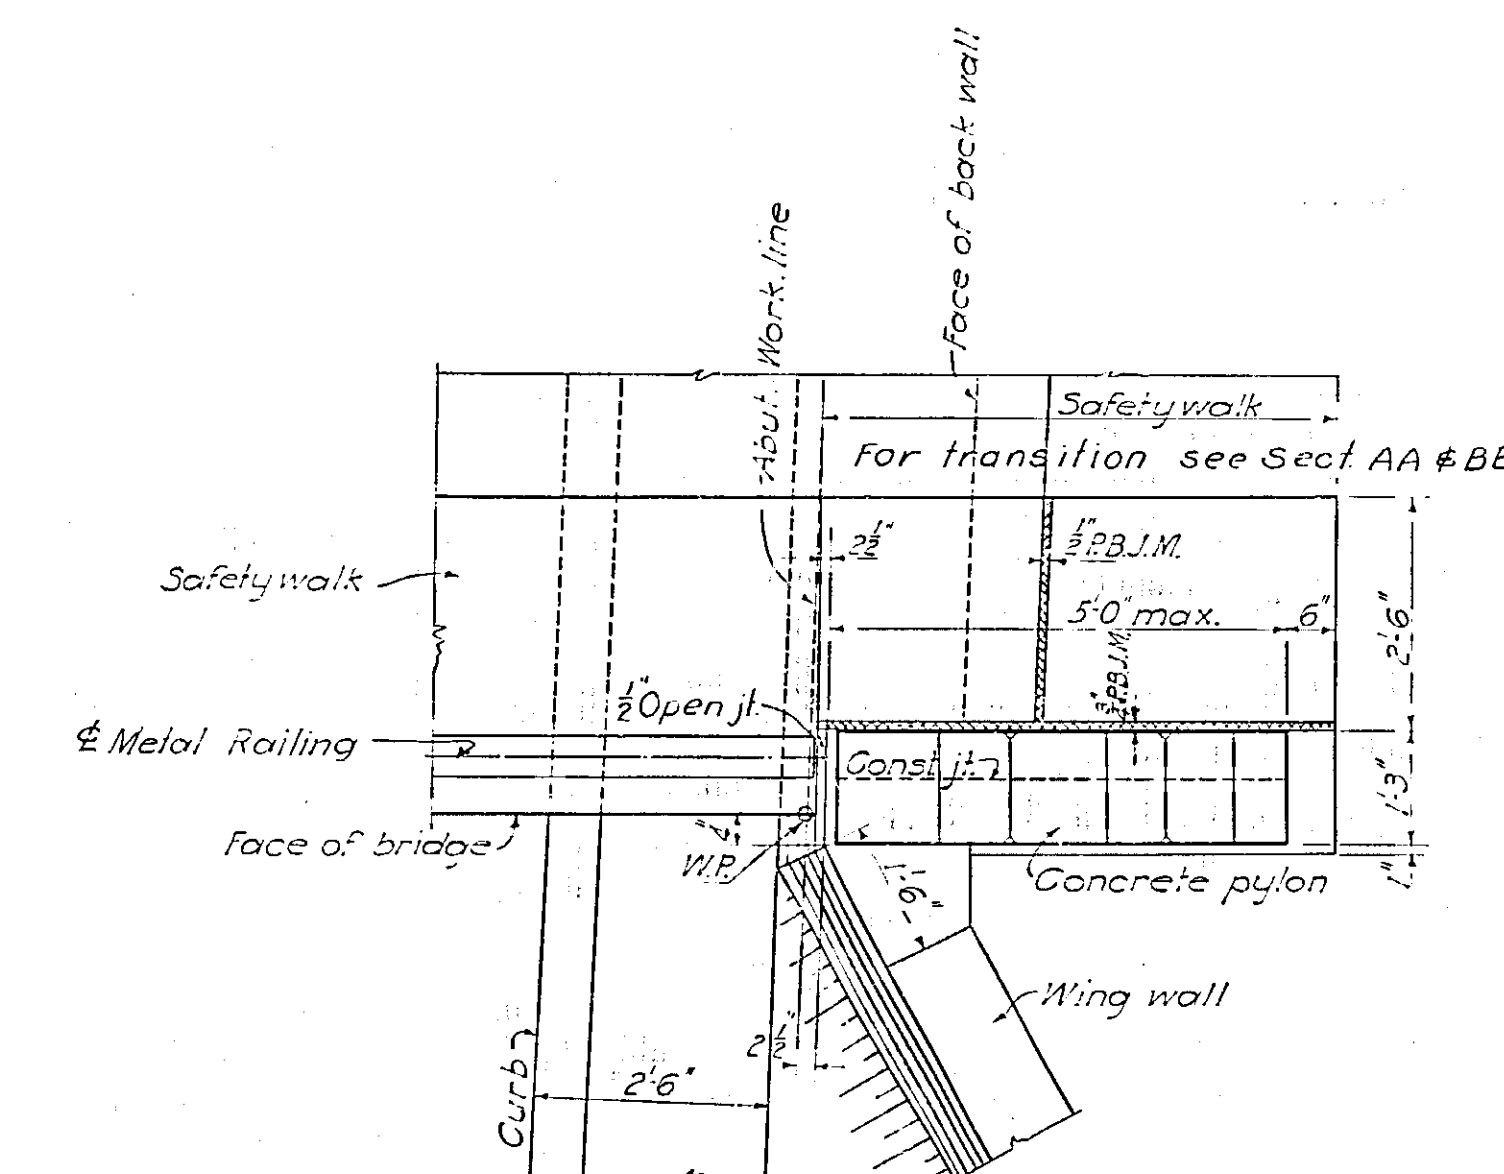 Face of back wall
Abut. Work. line
Safety walk
For transition see Sect. AA & BB
2½"
½" P.B.J.M.
Safety walk
5'-0" max.
6"
2'-6"
¾" P.B.J.M.
½" Open jt.
℄ Metal Railing
Const. jt.
1'-3"
Face of bridge
4"
W.P.
1'-9"
Concrete pylon
1"
Wing wall
2½"
Curb
2'-6"